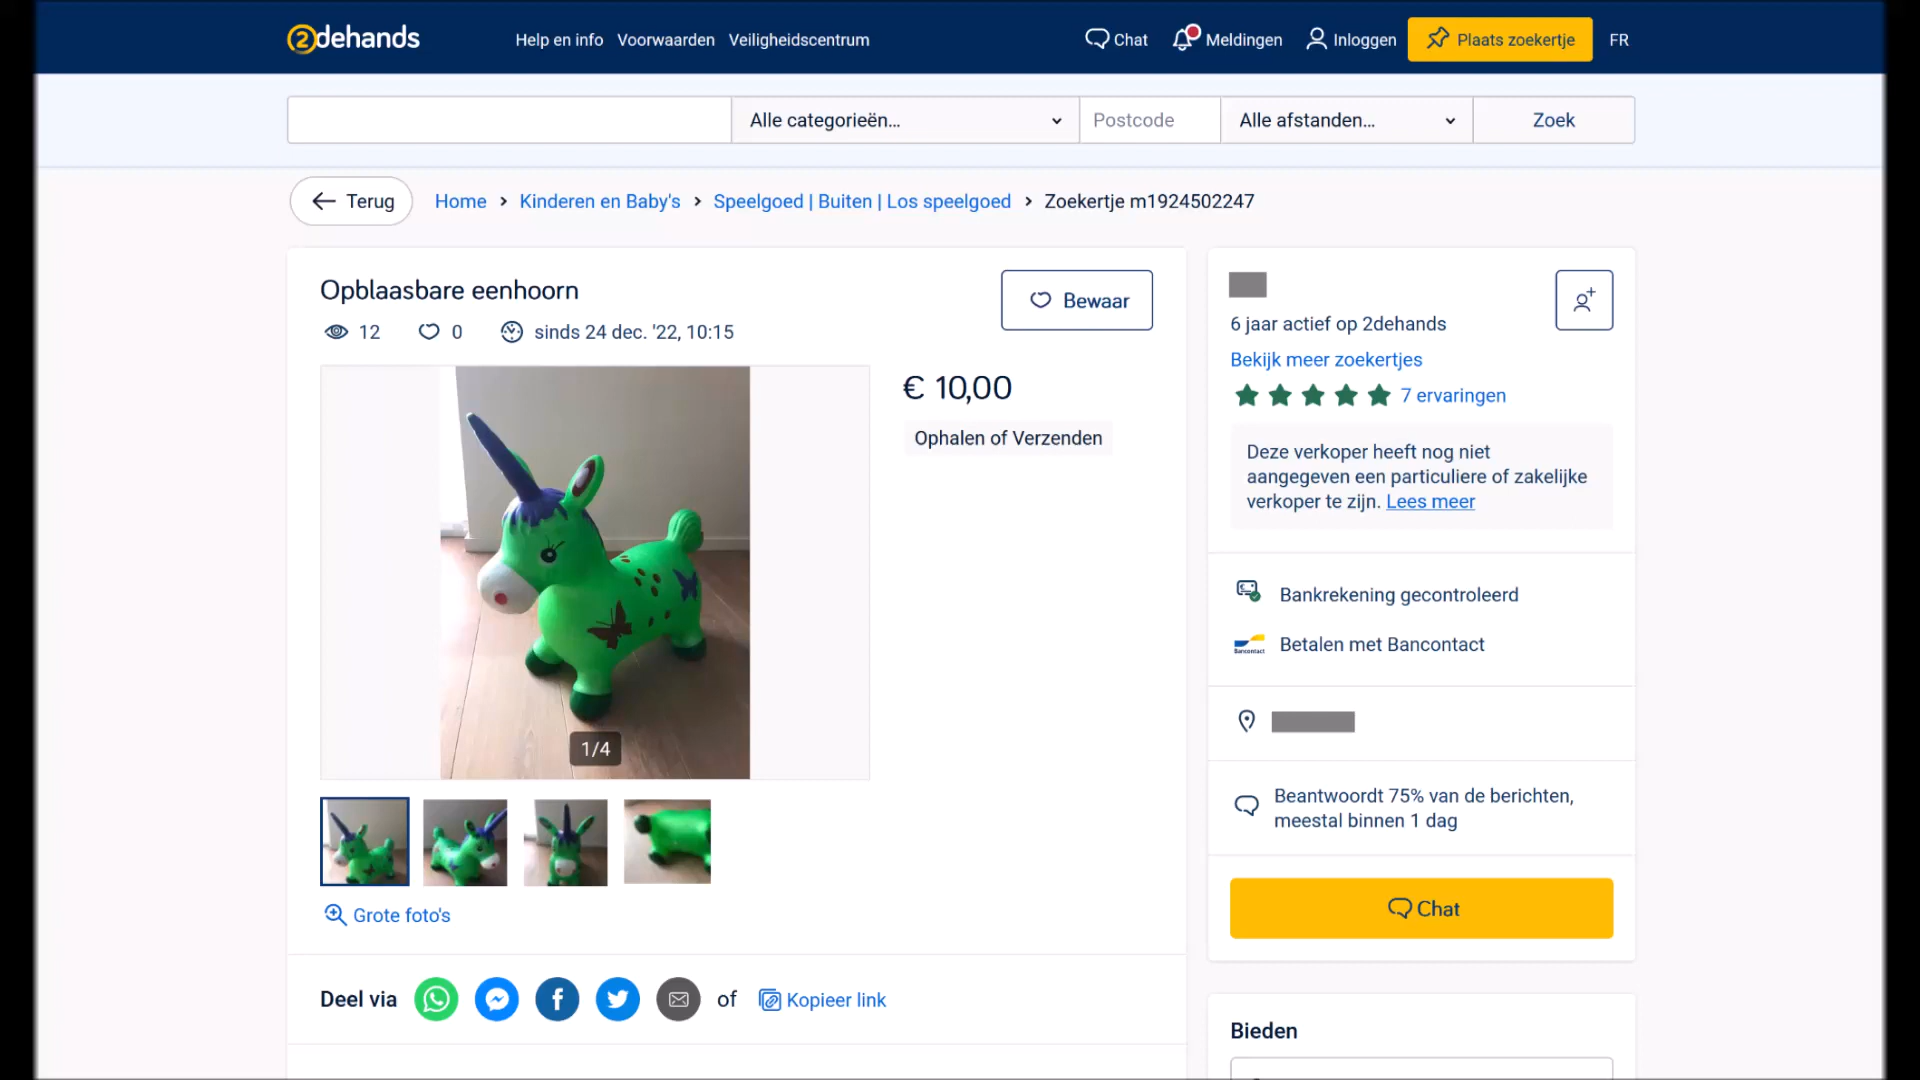 2dehands
Help en info Voorwaarden Veiligheidscentrum
Chat Meldingen Inloggen Plaats zoekertje FR
Alle categorieën... Postcode Alle afstanden... Zoek
Terug Home > Kinderen en Baby's > Speelgoed | Buiten | Los speelgoed > Zoekertje m1924502247
Opblaasbare eenhoorn
12 0 sinds 24 dec. '22, 10:15
Bewaar
€ 10,00
Ophalen of Verzenden
1/4
Grote foto's
Deel via of Kopieer link
6 jaar actief op 2dehands
Bekijk meer zoekertjes
7 ervaringen
Deze verkoper heeft nog niet
aangegeven een particuliere of zakelijke
verkoper te zijn. Lees meer
Bankrekening gecontroleerd
Bancontact Betalen met Bancontact
Beantwoordt 75% van de berichten,
meestal binnen 1 dag
Chat
Bieden